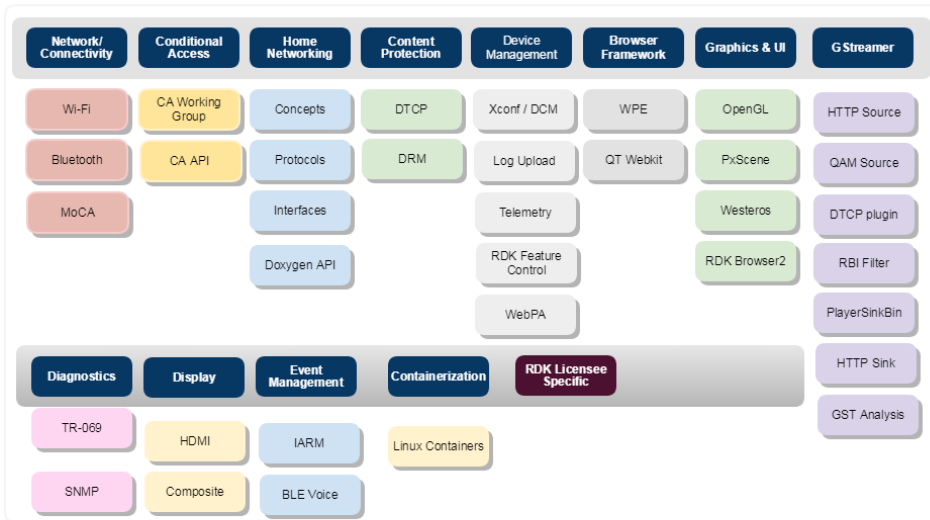 Network/
Connectivity
Conditional
Access
Home
Networking
Content
Protection
Device
Management
Browser
Framework
Graphics & UI
GStreamer
Wi-Fi
Bluetooth
MoCA
CA Working
Group
CA API
Concepts
Protocols
Interfaces
Doxygen API
DTCP
DRM
Xconf / DCM
Log Upload
Telemetry
RDK Feature
Control
WebPA
WPE
QT Webkit
OpenGL
PxScene
Westeros
RDK Browser2
HTTP Source
QAM Source
DTCP plugin
RBI Filter
PlayerSinkBin
HTTP Sink
GST Analysis
Diagnostics
Display
Event
Management
Containerization
RDK Licensee
Specific
TR-069
SNMP
HDMI
Composite
IARM
BLE Voice
Linux Containers